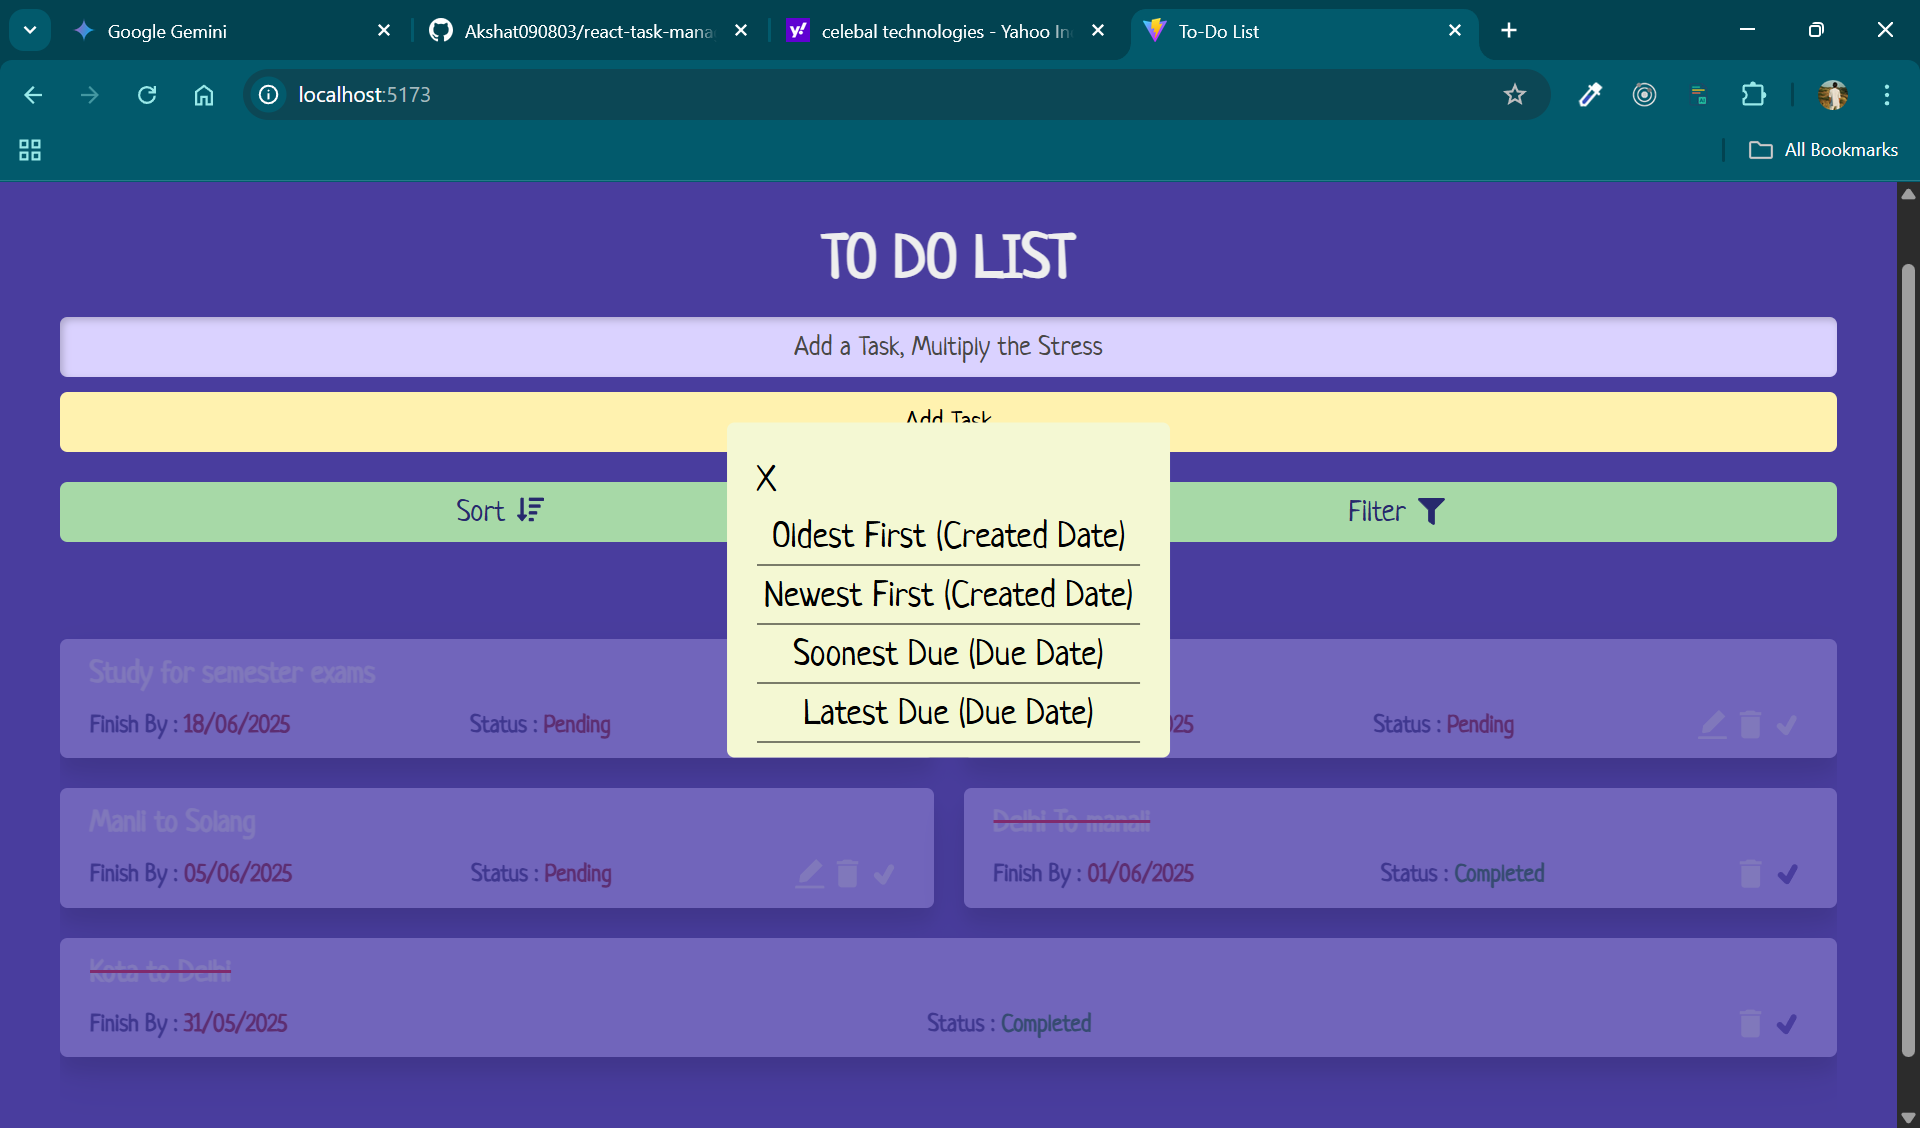 Google Gemini
Akshat090803/react-task-mana
celebal technologies - Yahoo In
To-Do List
localhost:5173
All Bookmarks
TO DO LIST
Add a Task, Multiply the Stress
Add Task
Sort
Filter
X
Oldest First (Created Date)
Newest First (Created Date)
Soonest Due (Due Date)
Latest Due (Due Date)
Study for semester exams
Finish By : 18/06/2025 Status : Pending
025 Status : Pending
Manli to Solang
Finish By : 05/06/2025 Status : Pending
Delhi To manali
Finish By : 01/06/2025 Status : Completed
Kota to Delhi
Finish By : 31/05/2025 Status : Completed